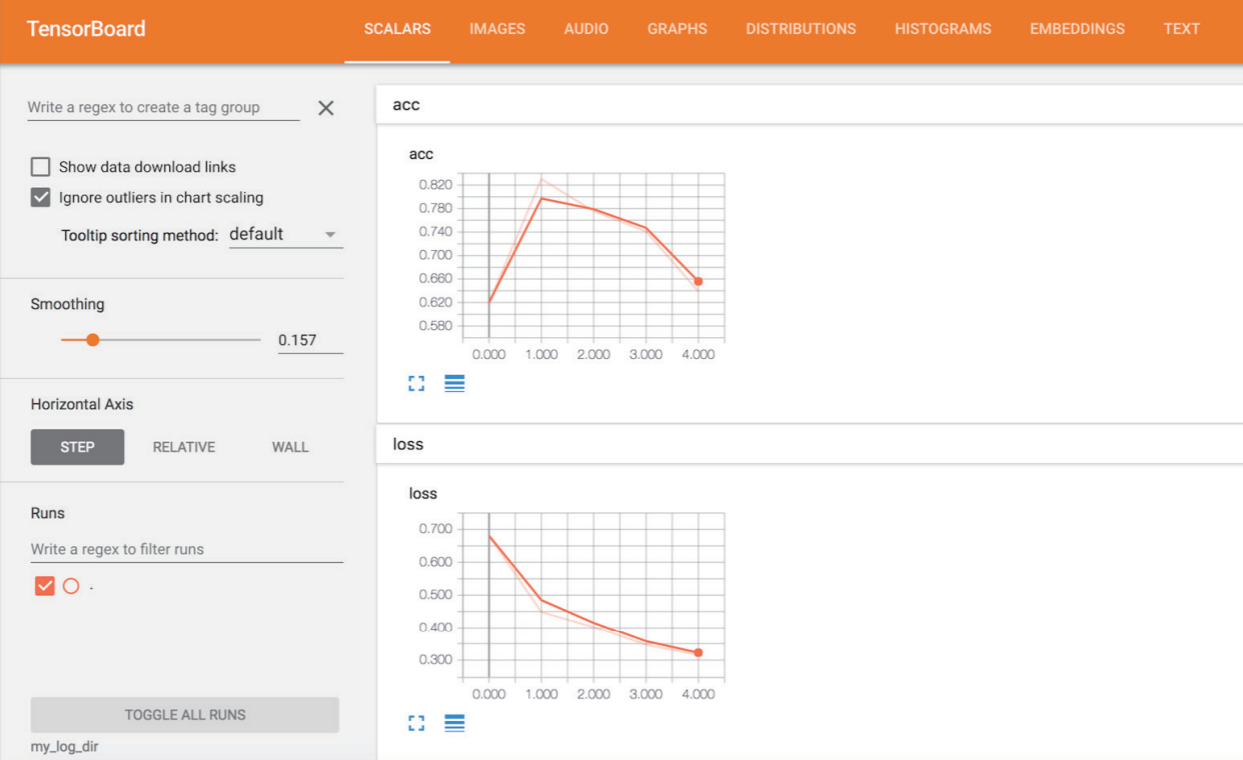 TensorBoard
SCALARS IMAGES AUDIO GRAPHS DISTRIBUTIONS HISTOGRAMS EMBEDDINGS TEXT
Write a regex to create a tag group
Show data download links
Ignore outliers in chart scaling
Tooltip sorting method: default
Smoothing
0.157
Horizontal Axis
STEP RELATIVE WALL
Runs
Write a regex to filter runs
.
TOGGLE ALL RUNS
my_log_dir
acc
acc
0.820
0.780
0.740
0.700
0.660
0.620
0.580
0.000 1.000 2.000 3.000 4.000
loss
loss
0.700
0.600
0.500
0.400
0.300
0.000 1.000 2.000 3.000 4.000